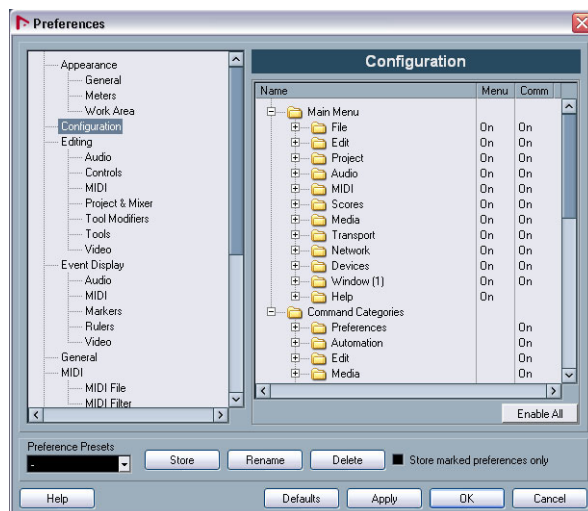 Preferences
Appearance
General
Meters
Work Area
Configuration
Editing
Audio
Controls
MIDI
Project & Mixer
Tool Modifiers
Tools
Video
Event Display
Audio
MIDI
Markers
Rulers
Video
General
MIDI
MIDI File
MIDI Filter
Configuration
Name Menu Comm
Main Menu
File On On
Edit On On
Project On On
Audio On On
MIDI On On
Scores On On
Media On On
Transport On On
Network On On
Devices On On
Window (1) On On
Help On
Command Categories
Preferences On
Automation On
Edit On
Media On
Enable All
Preference Presets
- Store Rename Delete Store marked preferences only
Help Defaults Apply OK Cancel